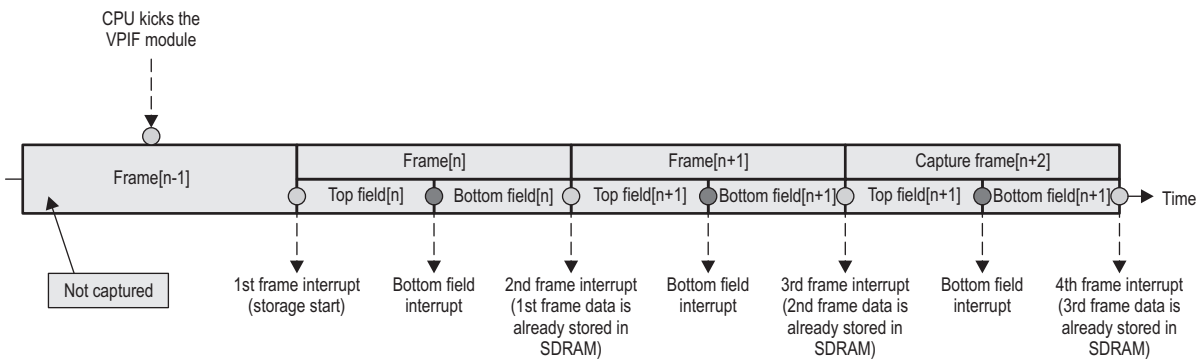 CPU kicks the
VPIF module
Frame[n-1]
Frame[n]
Frame[n+1]
Capture frame[n+2]
Top field[n]
Bottom field[n]
Top field[n+1]
Bottom field[n+1]
Top field[n+1]
Bottom field[n+1]
Time
Not captured
1st frame interrupt
(storage start)
Bottom field
interrupt
2nd frame interrupt
(1st frame data is
already stored in
SDRAM)
Bottom field
interrupt
3rd frame interrupt
(2nd frame data is
already stored in
SDRAM)
Bottom field
interrupt
4th frame interrupt
(3rd frame data is
already stored in
SDRAM)